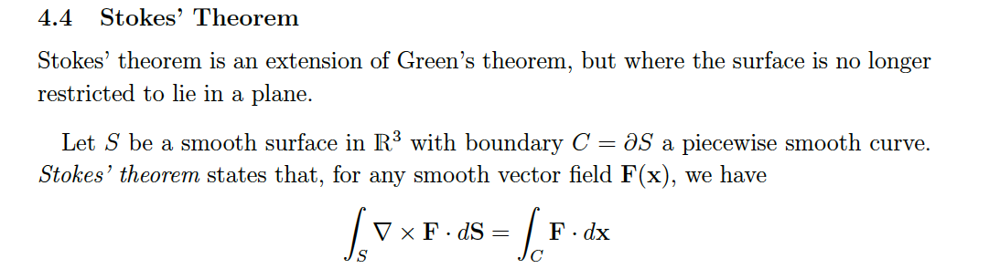 4.4 Stokes' Theorem
Stokes' theorem is an extension of Green's theorem, but where the surface is no longer
restricted to lie in a plane.
Let S be a smooth surface in ℝ³ with boundary C = ∂S a piecewise smooth curve.
Stokes' theorem states that, for any smooth vector field F(x), we have
∫_S ∇ × F · dS = ∫_C F · dx